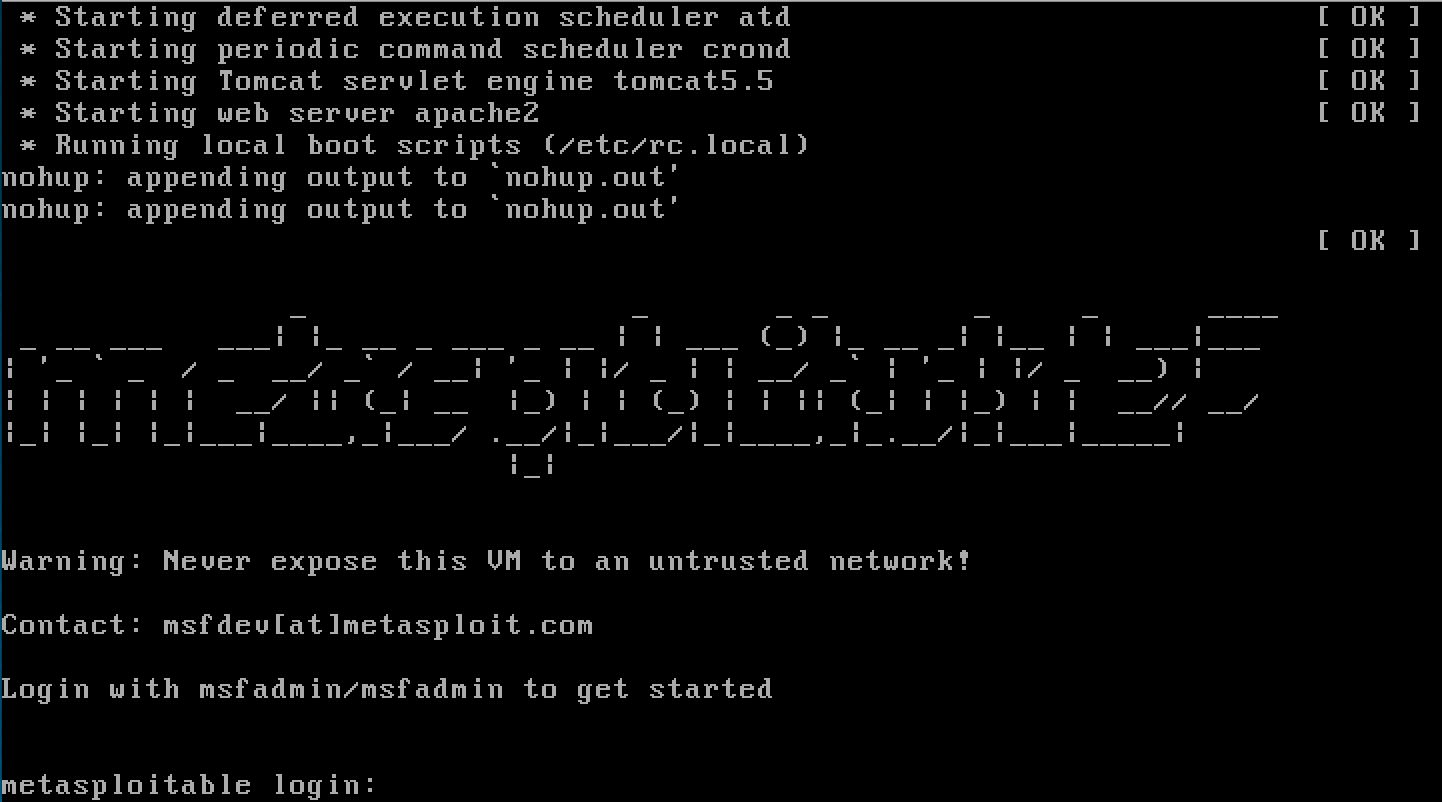 * Starting deferred execution scheduler atd [ OK ]
 * Starting periodic command scheduler crond [ OK ]
 * Starting Tomcat servlet engine tomcat5.5 [ OK ]
 * Starting web server apache2 [ OK ]
 * Running local boot scripts (/etc/rc.local)
nohup: appending output to `nohup.out'
nohup: appending output to `nohup.out'
[ OK ]
metasploitable2
Warning: Never expose this VM to an untrusted network!
Contact: msfdev[at]metasploit.com
Login with msfadmin/msfadmin to get started
metasploitable login: